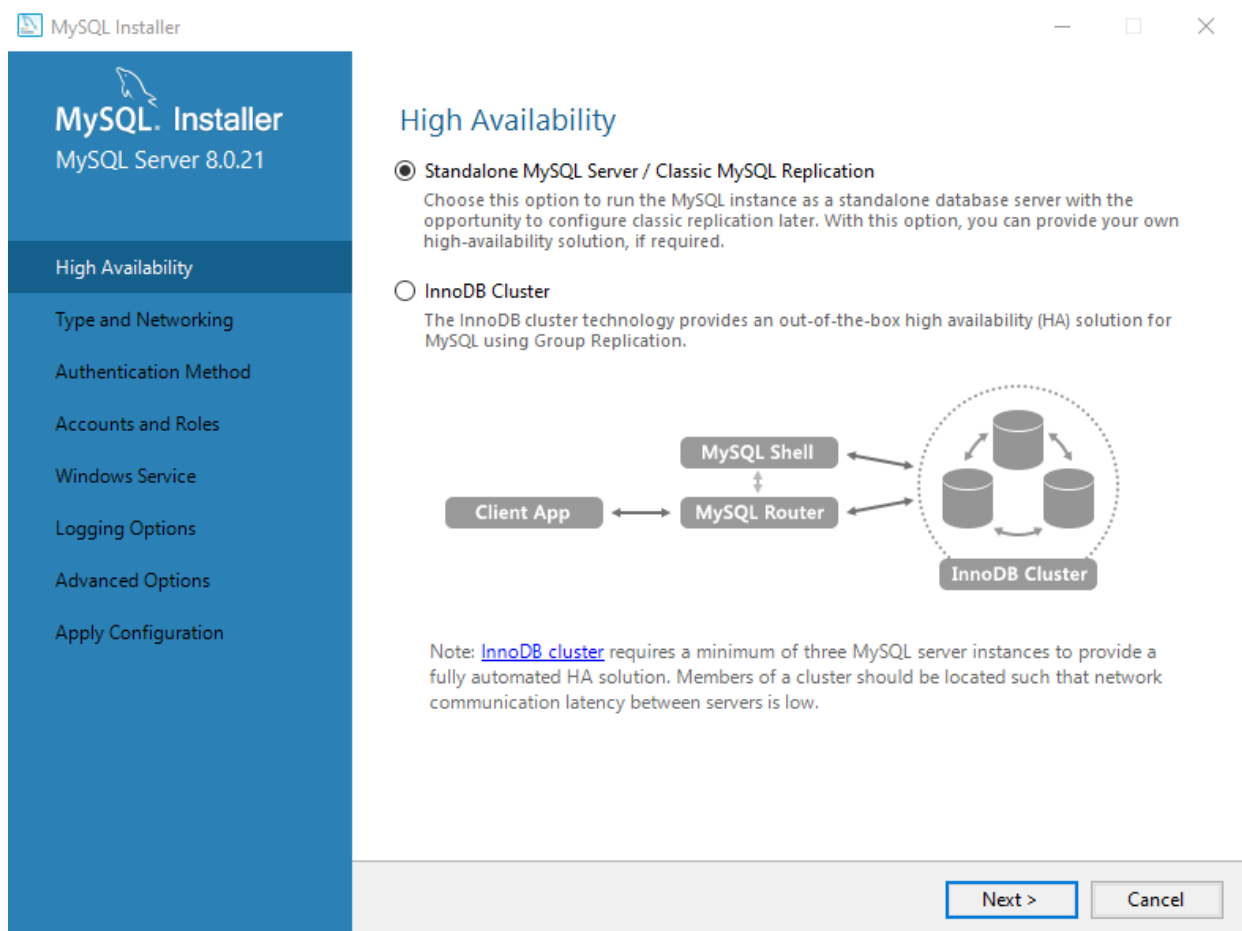 MySQL Installer
MySQL. Installer
MySQL Server 8.0.21
High Availability
Type and Networking
Authentication Method
Accounts and Roles
Windows Service
Logging Options
Advanced Options
Apply Configuration
High Availability
Standalone MySQL Server / Classic MySQL Replication
Choose this option to run the MySQL instance as a standalone database server with the
opportunity to configure classic replication later. With this option, you can provide your own
high-availability solution, if required.
InnoDB Cluster
The InnoDB cluster technology provides an out-of-the-box high availability (HA) solution for
MySQL using Group Replication.
MySQL Shell
Client App
MySQL Router
InnoDB Cluster
Note: InnoDB cluster requires a minimum of three MySQL server instances to provide a
fully automated HA solution. Members of a cluster should be located such that network
communication latency between servers is low.
Next >
Cancel